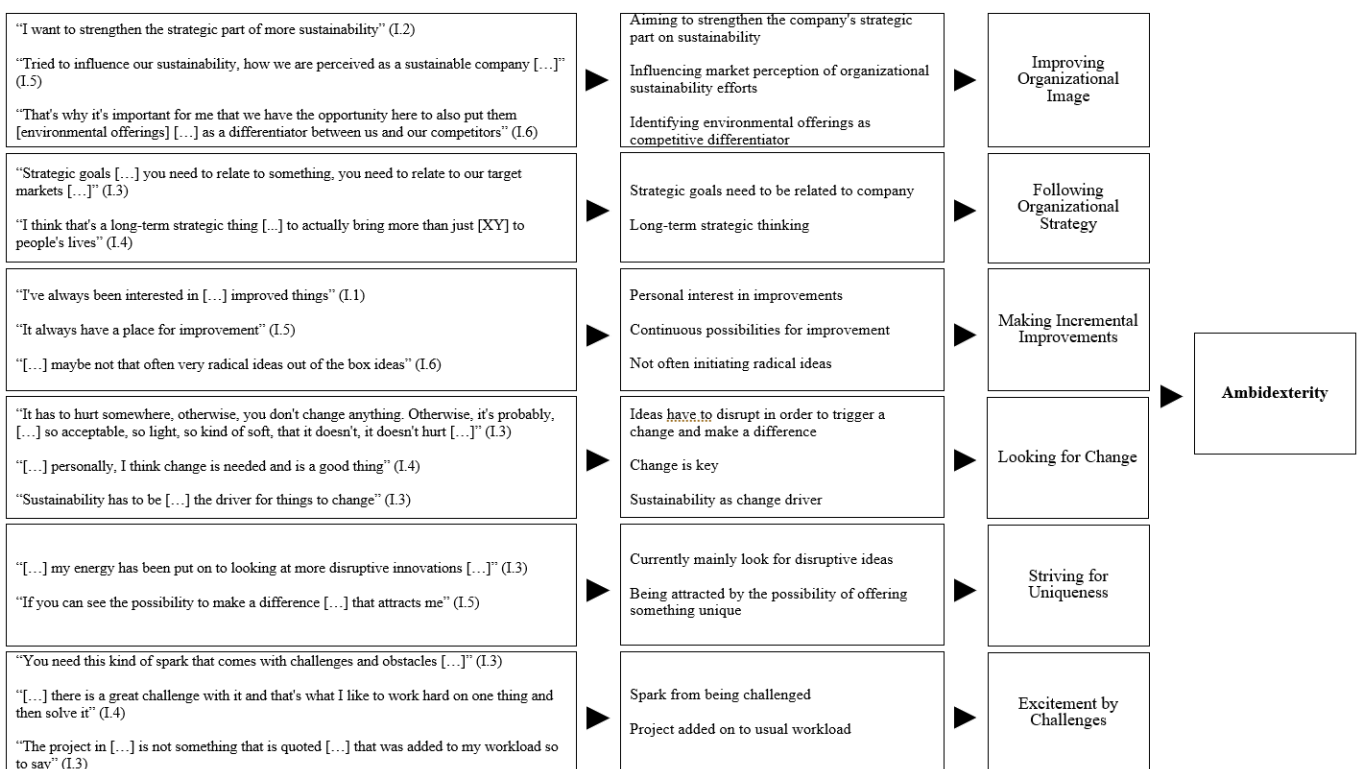 “I want to strengthen the strategic part of more sustainability” (I.2)
“Tried to influence our sustainability, how we are perceived as a sustainable company […]”
(I.5)
“That's why it's important for me that we have the opportunity here to also put them
[environmental offerings] […] as a differentiator between us and our competitors” (I.6)
Aiming to strengthen the company's strategic
part on sustainability
Influencing market perception of organizational
sustainability efforts
Identifying environmental offerings as
competitive differentiator
Improving
Organizational
Image
“Strategic goals […] you need to relate to something, you need to relate to our target
markets […]” (I.3)
“I think that's a long-term strategic thing [...] to actually bring more than just [XY] to
people's lives” (I.4)
Strategic goals need to be related to company
Long-term strategic thinking
Following
Organizational
Strategy
“I've always been interested in […] improved things” (I.1)
“It always have a place for improvement” (I.5)
“[…] maybe not that often very radical ideas out of the box ideas” (I.6)
Personal interest in improvements
Continuous possibilities for improvement
Not often initiating radical ideas
Making Incremental
Improvements
“It has to hurt somewhere, otherwise, you don't change anything. Otherwise, it's probably,
[…] so acceptable, so light, so kind of soft, that it doesn't, it doesn't hurt […]” (I.3)
“[…] personally, I think change is needed and is a good thing” (I.4)
“Sustainability has to be […] the driver for things to change” (I.3)
Ideas have to disrupt in order to trigger a
change and make a difference
Change is key
Sustainability as change driver
Looking for Change
“[…] my energy has been put on to looking at more disruptive innovations […]” (I.3)
“If you can see the possibility to make a difference […] that attracts me” (I.5)
Currently mainly look for disruptive ideas
Being attracted by the possibility of offering
something unique
Striving for
Uniqueness
“You need this kind of spark that comes with challenges and obstacles […]” (I.3)
“[…] there is a great challenge with it and that's what I like to work hard on one thing and
then solve it” (I.4)
“The project in […] is not something that is quoted […] that was added to my workload so
to say” (I.3)
Spark from being challenged
Project added on to usual workload
Excitement by
Challenges
Ambidexterity